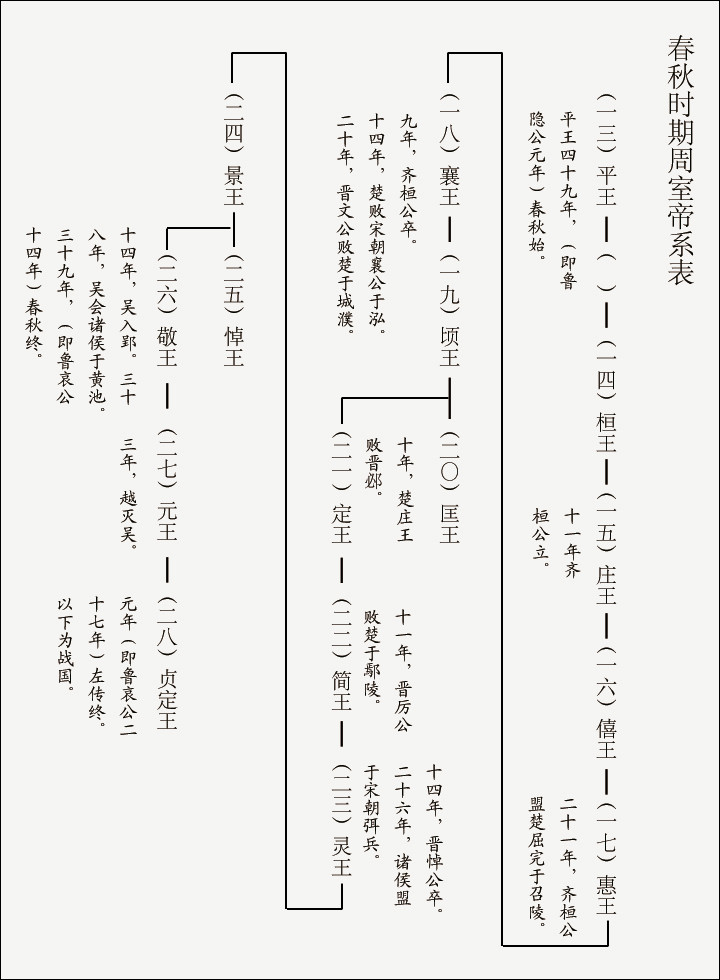 春秋时期周室帝系表
（一三）平王
平王四十九年，（即鲁
隐公元年）春秋始。
（　）
（一四）桓王
（一五）庄王
十一年齐
桓公立。
（一六）僖王
（一七）惠王
二十一年，齐桓公
盟楚屈完于召陵。
（一八）襄王
九年，齐桓公卒。
十四年，楚败宋朝襄公于泓。
二十年，晋文公败楚于城濮。
（一九）顷王
（二〇）匡王
十年，楚庄王
败晋邲。
（二一）定王
（二二）简王
十一年，晋厉公
败楚于鄢陵。
（二三）灵王
十四年，晋悼公卒。
二十六年，诸侯盟
于宋朝弭兵。
（二四）景王
（二五）悼王
（二六）敬王
十四年，吴入郢。三十
八年，吴会诸侯于黄池。
三十九年，（即鲁哀公
十四年）春秋终。
（二七）元王
三年，越灭吴。
（二八）贞定王
元年（即鲁哀公二
十七年）左传终。
以下为战国。